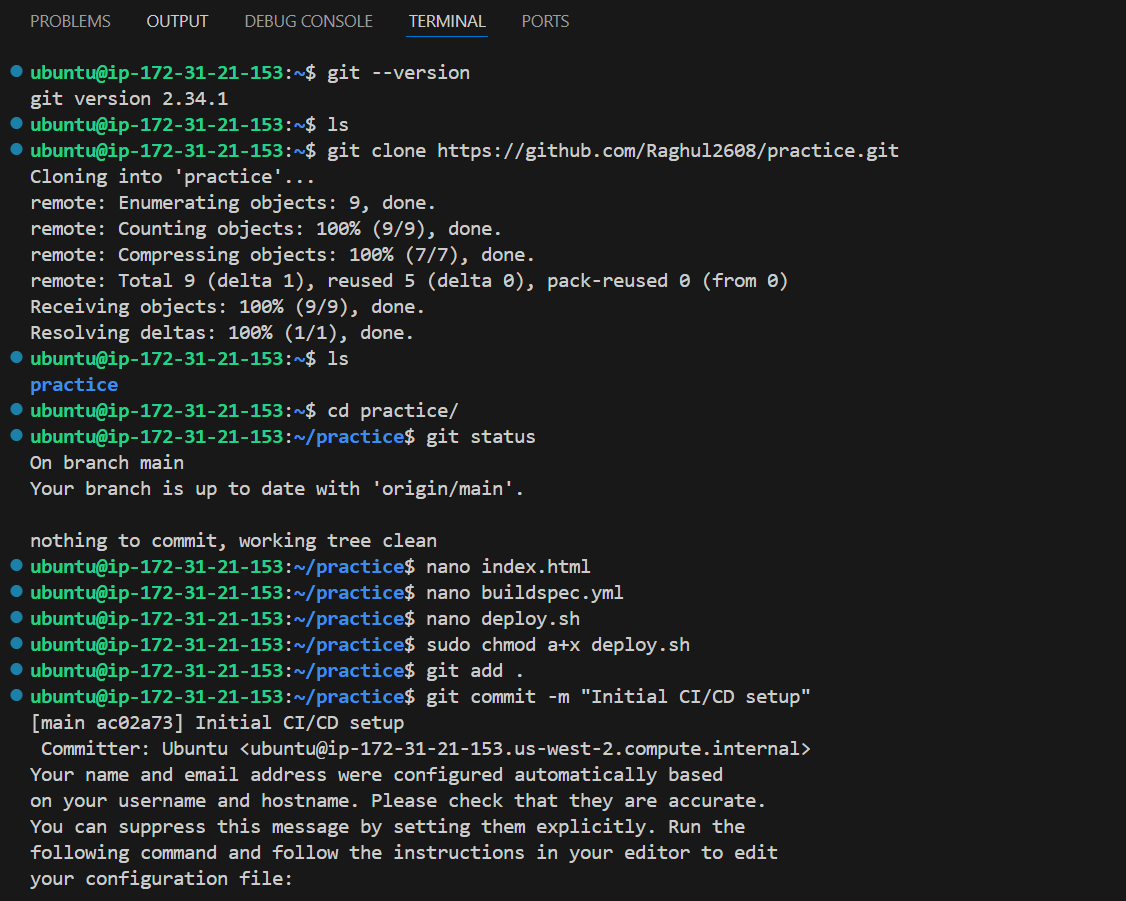 PROBLEMS OUTPUT DEBUG CONSOLE TERMINAL PORTS
ubuntu@ip-172-31-21-153:~$ git --version
git version 2.34.1
ubuntu@ip-172-31-21-153:~$ ls
ubuntu@ip-172-31-21-153:~$ git clone https://github.com/Raghul2608/practice.git
Cloning into 'practice'...
remote: Enumerating objects: 9, done.
remote: Counting objects: 100% (9/9), done.
remote: Compressing objects: 100% (7/7), done.
remote: Total 9 (delta 1), reused 5 (delta 0), pack-reused 0 (from 0)
Receiving objects: 100% (9/9), done.
Resolving deltas: 100% (1/1), done.
ubuntu@ip-172-31-21-153:~$ ls
practice
ubuntu@ip-172-31-21-153:~$ cd practice/
ubuntu@ip-172-31-21-153:~/practice$ git status
On branch main
Your branch is up to date with 'origin/main'.

nothing to commit, working tree clean
ubuntu@ip-172-31-21-153:~/practice$ nano index.html
ubuntu@ip-172-31-21-153:~/practice$ nano buildspec.yml
ubuntu@ip-172-31-21-153:~/practice$ nano deploy.sh
ubuntu@ip-172-31-21-153:~/practice$ sudo chmod a+x deploy.sh
ubuntu@ip-172-31-21-153:~/practice$ git add .
ubuntu@ip-172-31-21-153:~/practice$ git commit -m "Initial CI/CD setup"
[main ac02a73] Initial CI/CD setup
 Committer: Ubuntu <ubuntu@ip-172-31-21-153.us-west-2.compute.internal>
Your name and email address were configured automatically based
on your username and hostname. Please check that they are accurate.
You can suppress this message by setting them explicitly. Run the
following command and follow the instructions in your editor to edit
your configuration file: